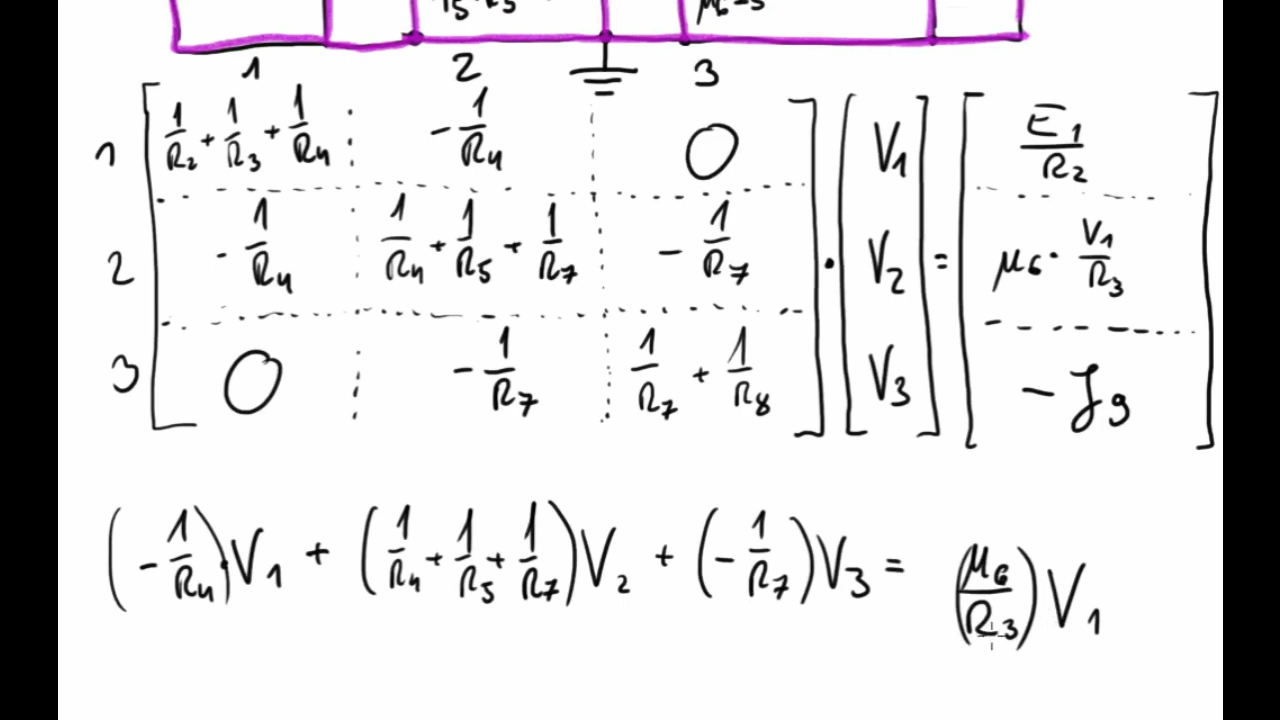 1 2 3
1 1/R2 + 1/R3 + 1/R4 -1/R4 0 V1 E1/R2
2 -1/R4 1/R4 + 1/R5 + 1/R7 -1/R7 · V2 = μ6 · V1/R3
3 0 -1/R7 1/R7 + 1/R8 V3 -J9
(-1/R4)V1 + (1/R4 + 1/R5 + 1/R7)V2 + (-1/R7)V3 = (μ6/R3)V1